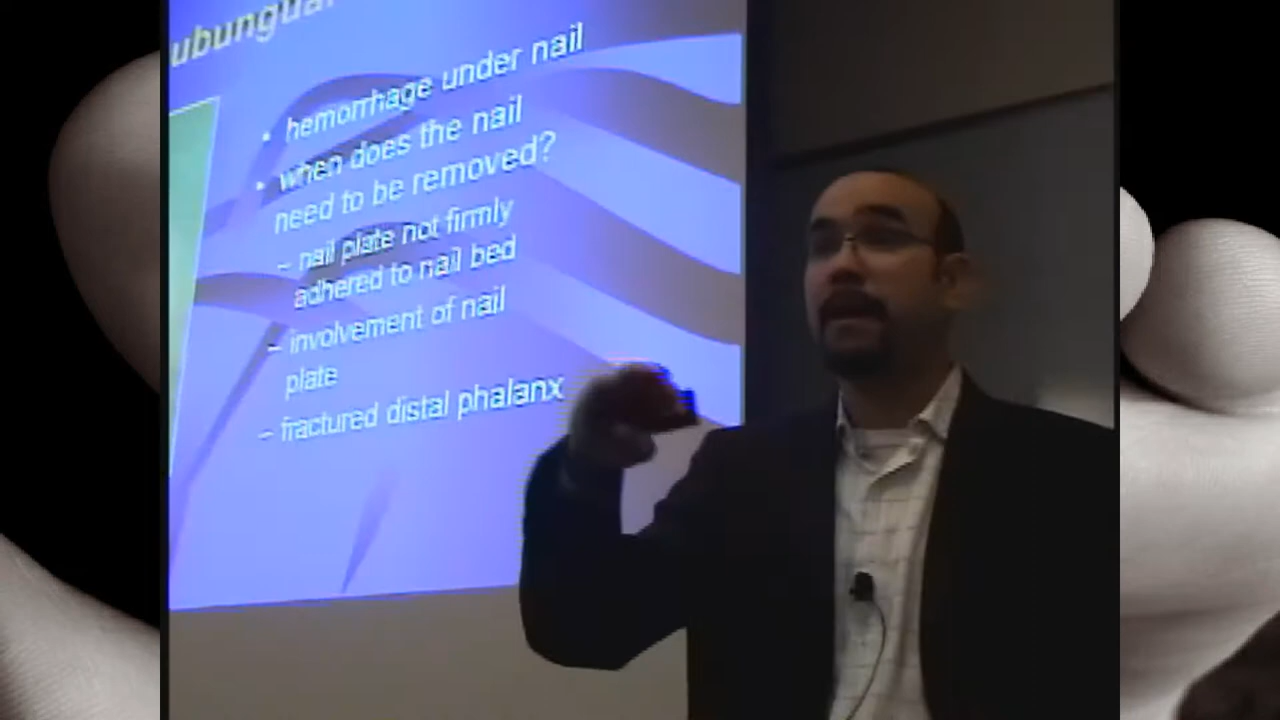 ubungual
• hemorrhage under nail
• when does the nail
need to be removed?
– nail plate not firmly
adhered to nail bed
– involvement of nail
plate
– fractured distal phalanx